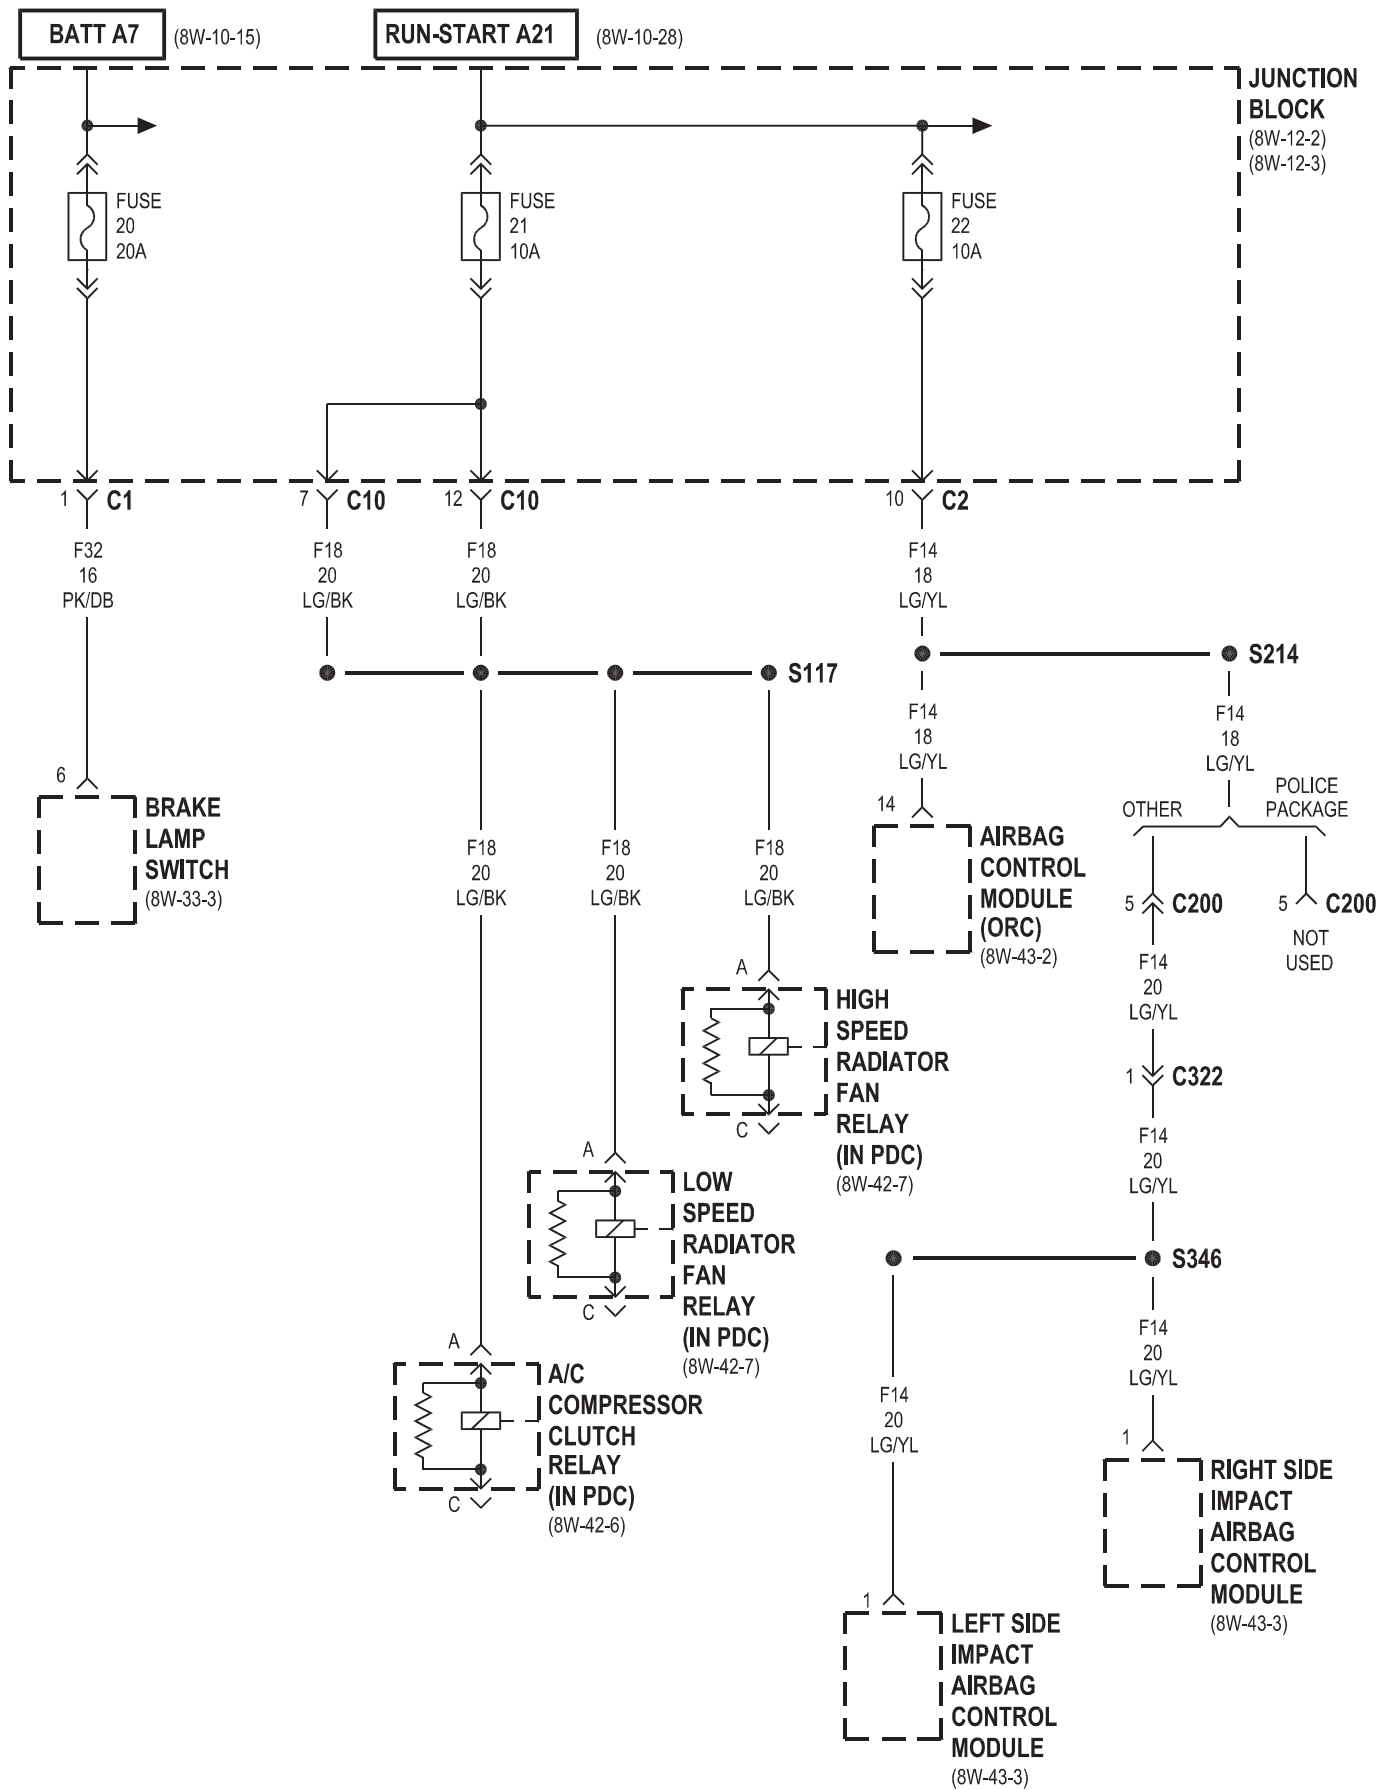 BATT A7
(8W-10-15)
RUN-START A21
(8W-10-28)
JUNCTION
BLOCK
(8W-12-2)
(8W-12-3)
FUSE
20
20A
FUSE
21
10A
FUSE
22
10A
1
C1
7
C10
12
C10
10
C2
F32
16
PK/DB
F18
20
LG/BK
F18
20
LG/BK
F14
18
LG/YL
S117
S214
F14
18
LG/YL
F14
18
LG/YL
6
BRAKE
LAMP
SWITCH
(8W-33-3)
F18
20
LG/BK
F18
20
LG/BK
F18
20
LG/BK
14
AIRBAG
CONTROL
MODULE
(ORC)
(8W-43-2)
OTHER
POLICE
PACKAGE
5
C200
5
C200
NOT
USED
F14
20
LG/YL
1
C322
F14
20
LG/YL
A
HIGH
SPEED
RADIATOR
FAN
RELAY
(IN PDC)
(8W-42-7)
C
A
LOW
SPEED
RADIATOR
FAN
RELAY
(IN PDC)
(8W-42-7)
C
S346
A
A/C
COMPRESSOR
CLUTCH
RELAY
(IN PDC)
(8W-42-6)
C
F14
20
LG/YL
F14
20
LG/YL
1
RIGHT SIDE
IMPACT
AIRBAG
CONTROL
MODULE
(8W-43-3)
1
LEFT SIDE
IMPACT
AIRBAG
CONTROL
MODULE
(8W-43-3)